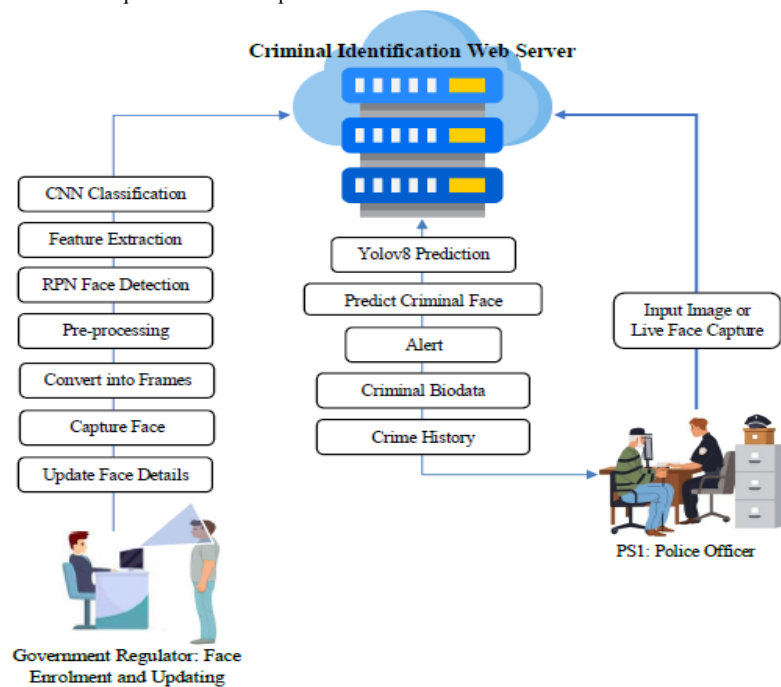 Criminal Identification Web Server
CNN Classification
Feature Extraction
RPN Face Detection
Pre-processing
Convert into Frames
Capture Face
Update Face Details
Government Regulator: Face
Enrolment and Updating
Yolov8 Prediction
Predict Criminal Face
Alert
Criminal Biodata
Crime History
Input Image or
Live Face Capture
PS1: Police Officer